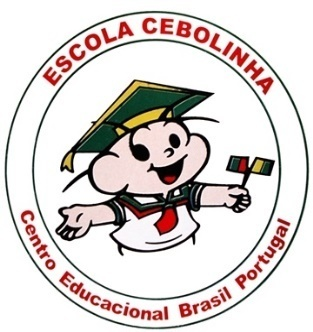 ESCOLA CEBOLINHA
Centro Educacional Brasil Portugal